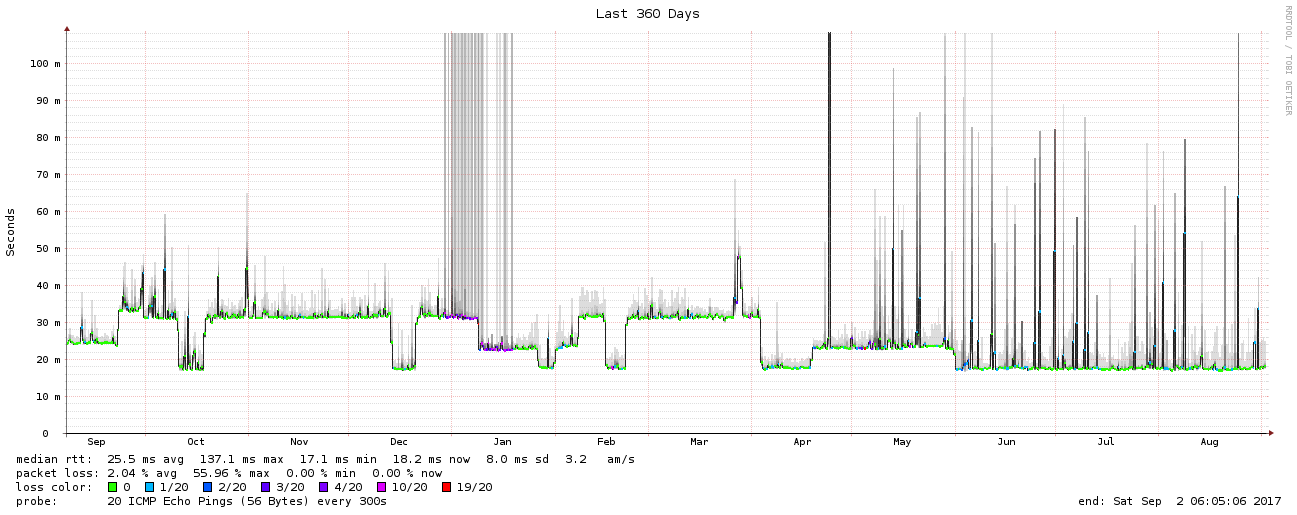 Last 360 Days
RRDTOOL / TOBI OETIKER
Seconds
100 m
90 m
80 m
70 m
60 m
50 m
40 m
30 m
20 m
10 m
0
Sep Oct Nov Dec Jan Feb Mar Apr May Jun Jul Aug
median rtt: 25.5 ms avg 137.1 ms max 17.1 ms min 18.2 ms now 8.0 ms sd 3.2 am/s
packet loss: 2.04 % avg 55.96 % max 0.00 % min 0.00 % now
loss color: 0 1/20 2/20 3/20 4/20 10/20 19/20
probe: 20 ICMP Echo Pings (56 Bytes) every 300s end: Sat Sep 2 06:05:06 2017